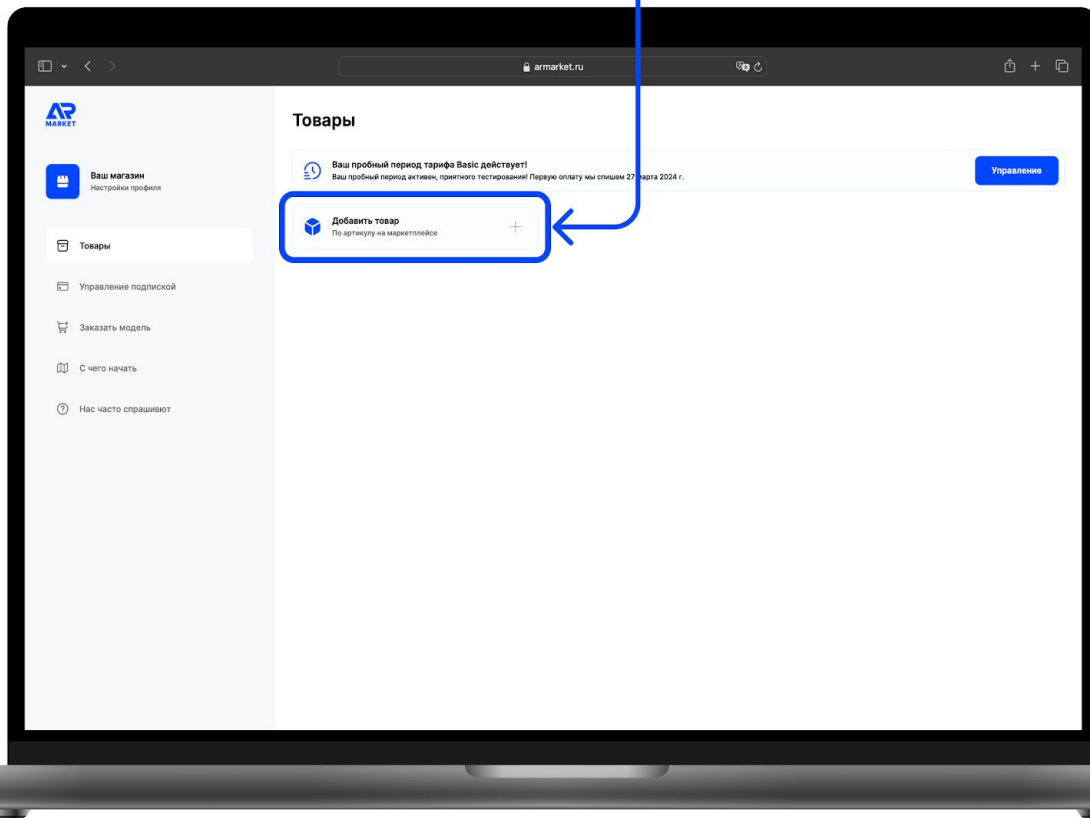 armarket.ru
AR
MARKET
Ваш магазин
Настройки профиля
Товары
Управление подпиской
Заказать модель
С чего начать
Нас часто спрашивют
Товары
Ваш пробный период тарифа Basic действует!
Ваш пробный период активен, приятного тестирования! Первую оплату мы спишем 27 марта 2024 г.
Управление
Добавить товар
По артикулу на маркетплейсе